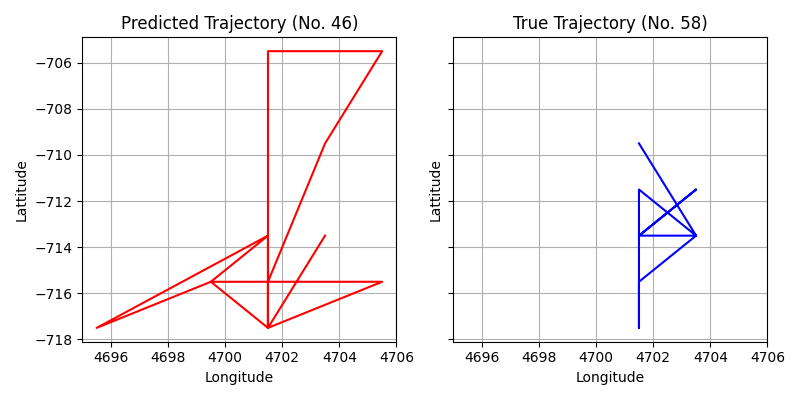 Predicted Trajectory (No. 46)
True Trajectory (No. 58)
Lattitude
−706
−708
−710
−712
−714
−716
−718
4696 4698 4700 4702 4704 4706
Longitude
Lattitude
4696 4698 4700 4702 4704 4706
Longitude